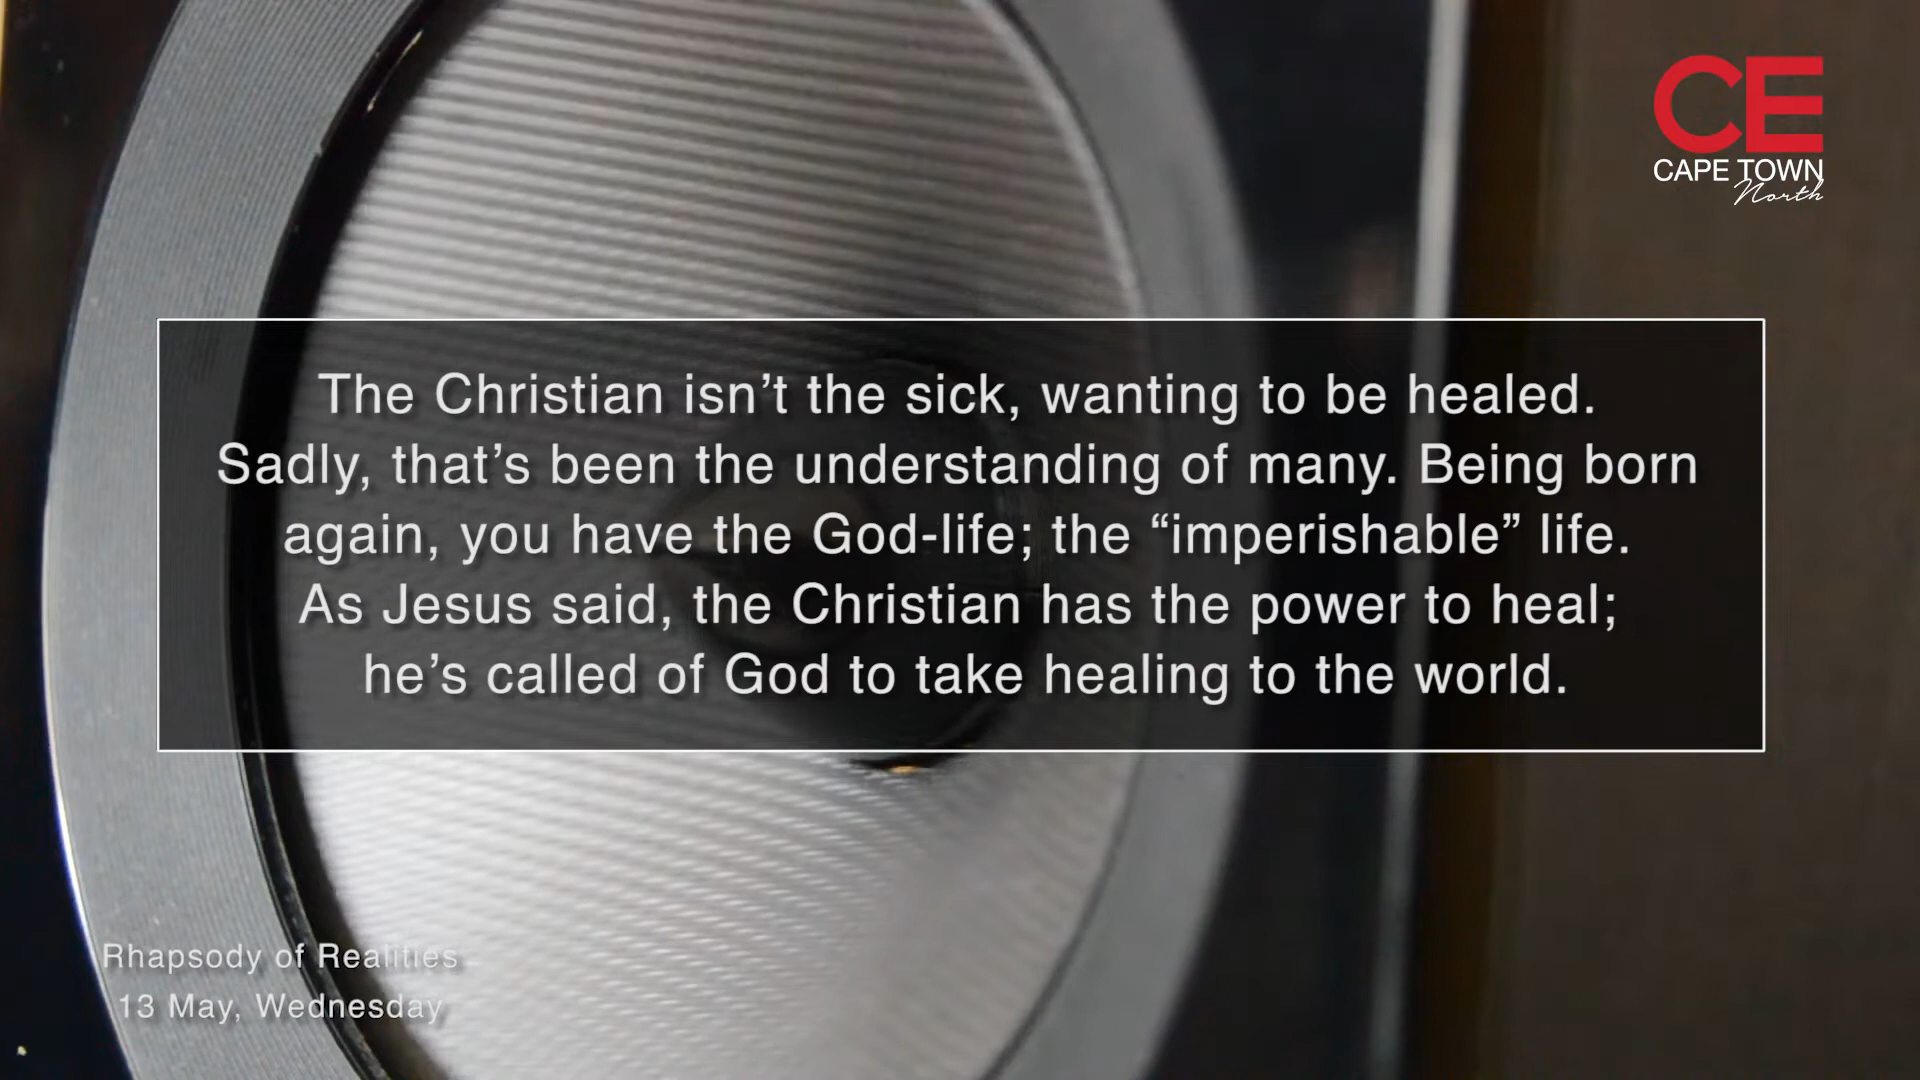 CE
CAPE TOWN
North
The Christian isn’t the sick, wanting to be healed.
Sadly, that’s been the understanding of many. Being born
again, you have the God-life; the “imperishable” life.
As Jesus said, the Christian has the power to heal;
he’s called of God to take healing to the world.
Rhapsody of Realities
13 May, Wednesday